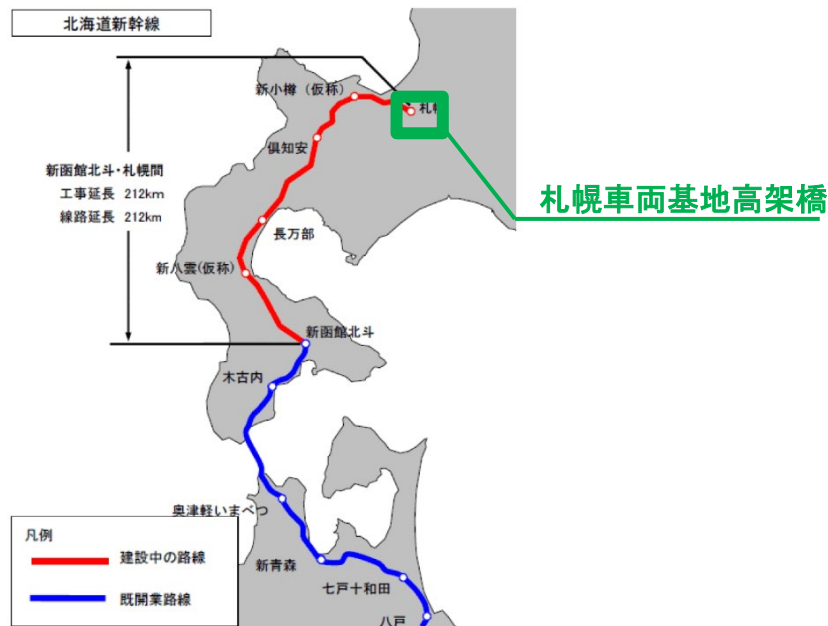 北海道新幹線
新小樽（仮称）
札幌
倶知安
新函館北斗・札幌間
工事延長 212km
線路延長 212km
札幌車両基地高架橋
長万部
新八雲(仮称)
新函館北斗
木古内
奥津軽いまべつ
凡例
建設中の路線
既開業路線
新青森
七戸十和田
八戸